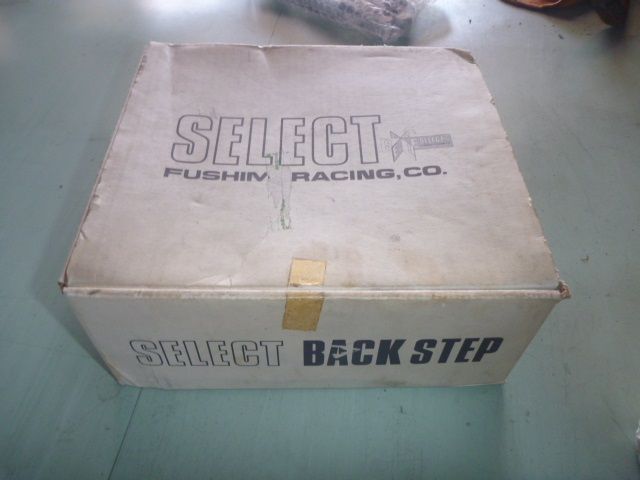 SELECT
FUSHIMI RACING,CO.
SELECT BACK STEP